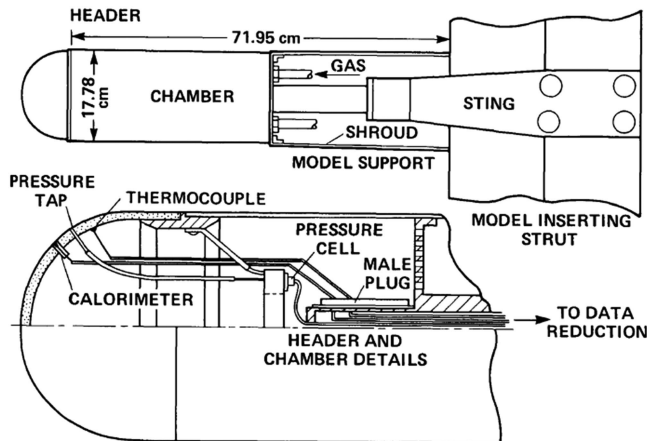 HEADER
71.95 cm
17.78
cm
CHAMBER
GAS
SHROUD
STING
MODEL SUPPORT
MODEL INSERTING
STRUT
PRESSURE
TAP
THERMOCOUPLE
PRESSURE
CELL
MALE
PLUG
CALORIMETER
TO DATA
REDUCTION
HEADER AND
CHAMBER DETAILS